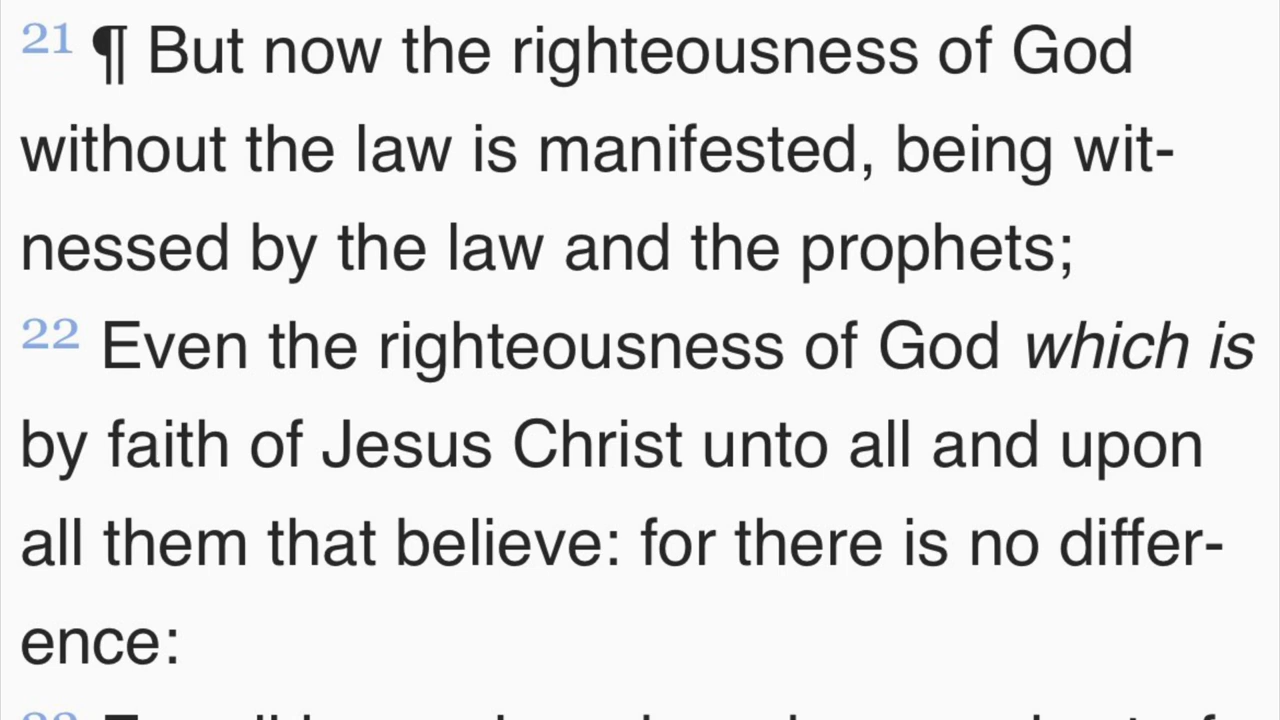 21 ¶ But now the righteousness of God
without the law is manifested, being wit-
nessed by the law and the prophets;
22 Even the righteousness of God which is
by faith of Jesus Christ unto all and upon
all them that believe: for there is no differ-
ence: